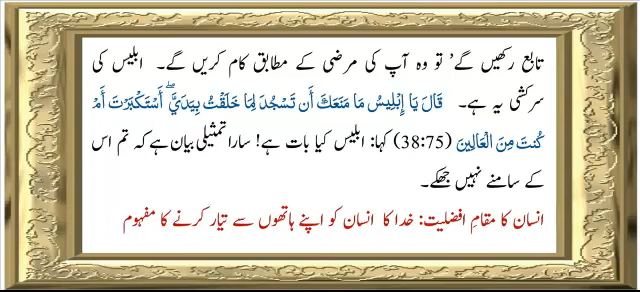 تابع رکھیں گے' تو وہ آپ کی مرضی کے مطابق کام کریں گے۔ ابلیس کی
سرکشی یہ ہے۔ قَالَ يَا إِبْلِيسُ مَا مَنَعَكَ أَن تَسْجُدَ لِمَا خَلَقْتُ بِيَدَيَّ ۖ أَسْتَكْبَرْتَ أَمْ
كُنتَ مِنَ الْعَالِينَ (38:75) کہا: ابلیس کیا بات ہے! سارا تمثیلی بیان ہے کہ تم اس
کے سامنے نہیں جھکے۔
انسان کا مقامِ افضلیت: خدا کا انسان کو اپنے ہاتھوں سے تیار کرنے کا مفہوم